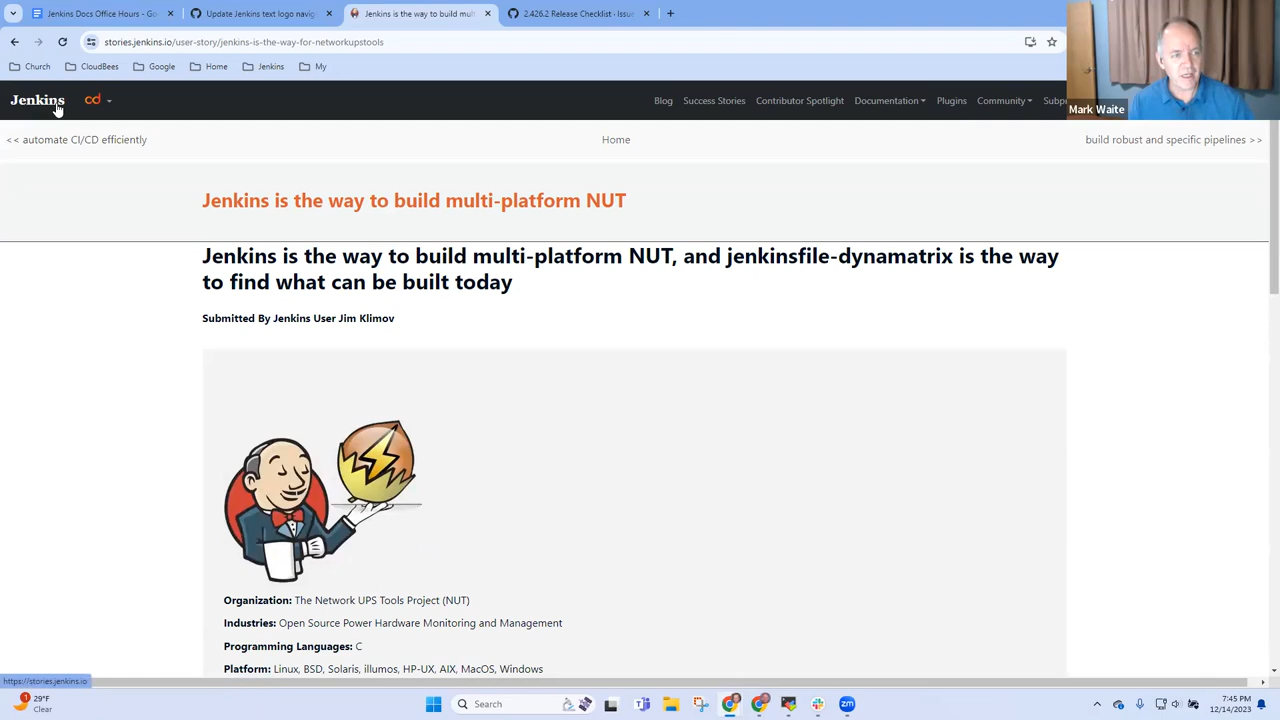 Jenkins Docs Office Hours - Go
Update Jenkins text logo navig
Jenkins is the way to build mult
2.426.2 Release Checklist · Issue
stories.jenkins.io/user-story/jenkins-is-the-way-for-networkupstools
Church
CloudBees
Google
Home
Jenkins
My
Mark Waite
Jenkins
cd
Blog
Success Stories
Contributor Spotlight
Documentation
Plugins
Community
Subpr
<< automate CI/CD efficiently
Home
build robust and specific pipelines >>
Jenkins is the way to build multi-platform NUT
Jenkins is the way to build multi-platform NUT, and jenkinsfile-dynamatrix is the way
to find what can be built today
Submitted By Jenkins User Jim Klimov
Organization: The Network UPS Tools Project (NUT)
Industries: Open Source Power Hardware Monitoring and Management
Programming Languages: C
Platform: Linux, BSD, Solaris, illumos, HP-UX, AIX, MacOS, Windows
https://stories.jenkins.io
1
29°F
Clear
Search
zm
7:45 PM
12/14/2023